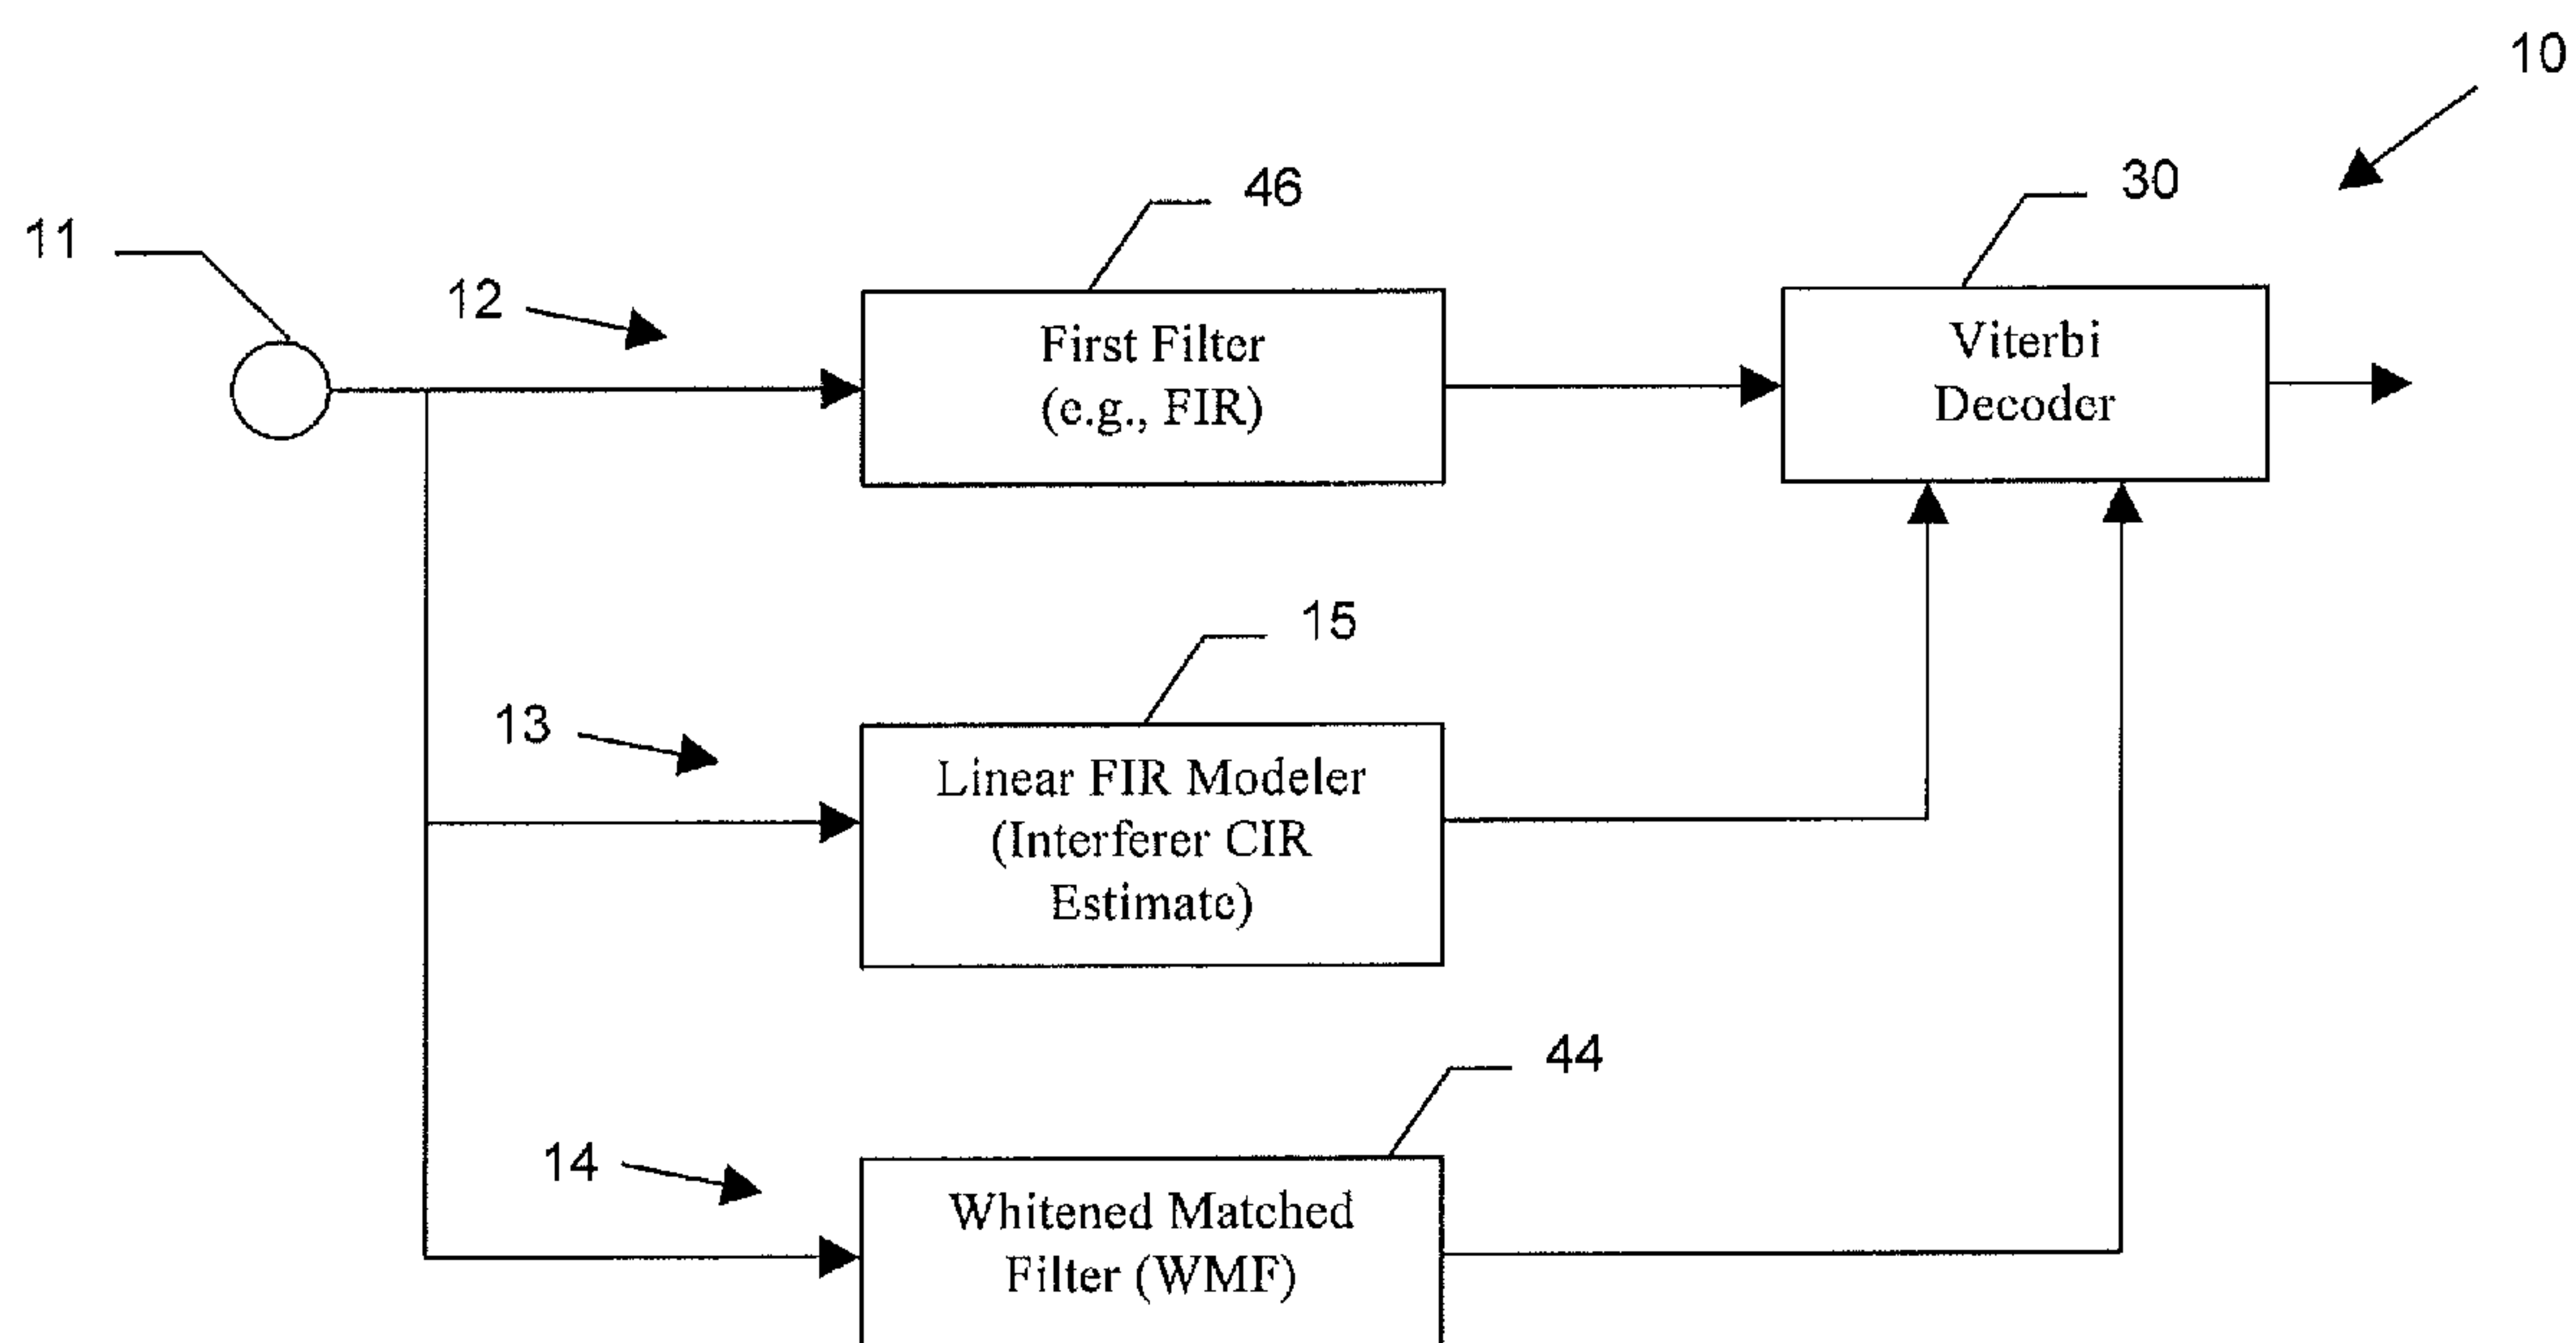 10
46
30
11
12
First Filter
(e.g., FIR)
Viterbi
Decoder
15
13
Linear FIR Modeler
(Interferer CIR
Estimate)
44
14
Whitened Matched
Filter (WMF)